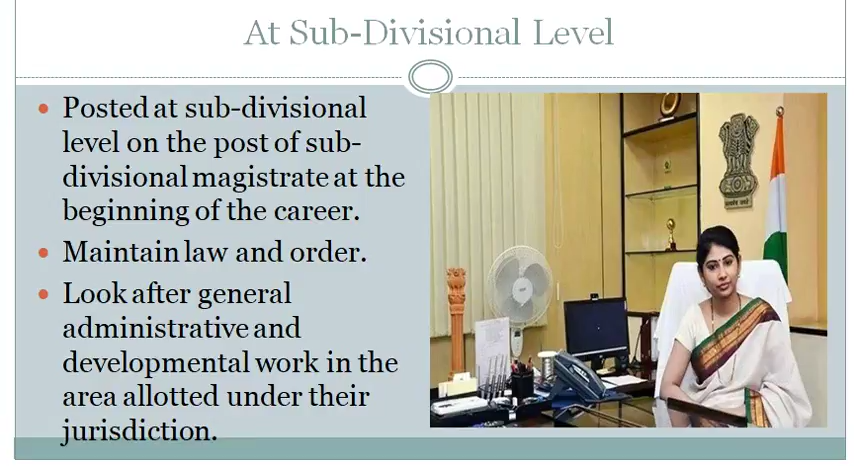 At Sub-Divisional Level
Posted at sub-divisional
level on the post of sub-
divisional magistrate at the
beginning of the career.
Maintain law and order.
Look after general
administrative and
developmental work in the
area allotted under their
jurisdiction.